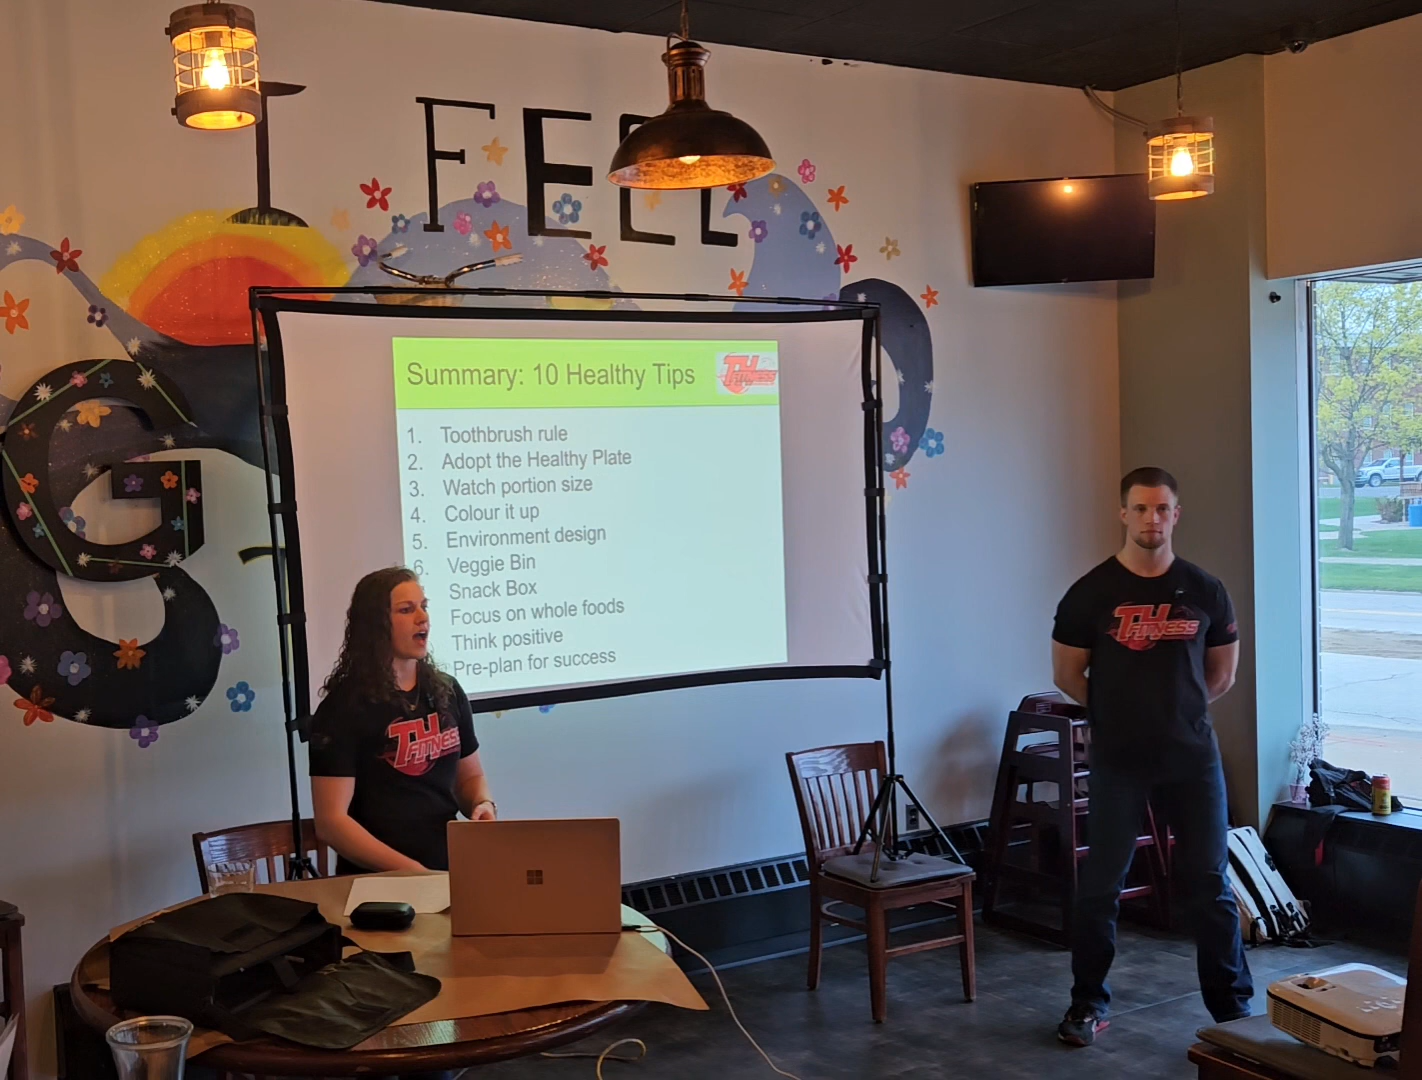 I FELL
G
Summary: 10 Healthy Tips
TH
FITNESS
1. Toothbrush rule
2. Adopt the Healthy Plate
3. Watch portion size
4. Colour it up
5. Environment design
6. Veggie Bin
Snack Box
Focus on whole foods
Think positive
Pre-plan for success
TH
FITNESS
TH
FITNESS